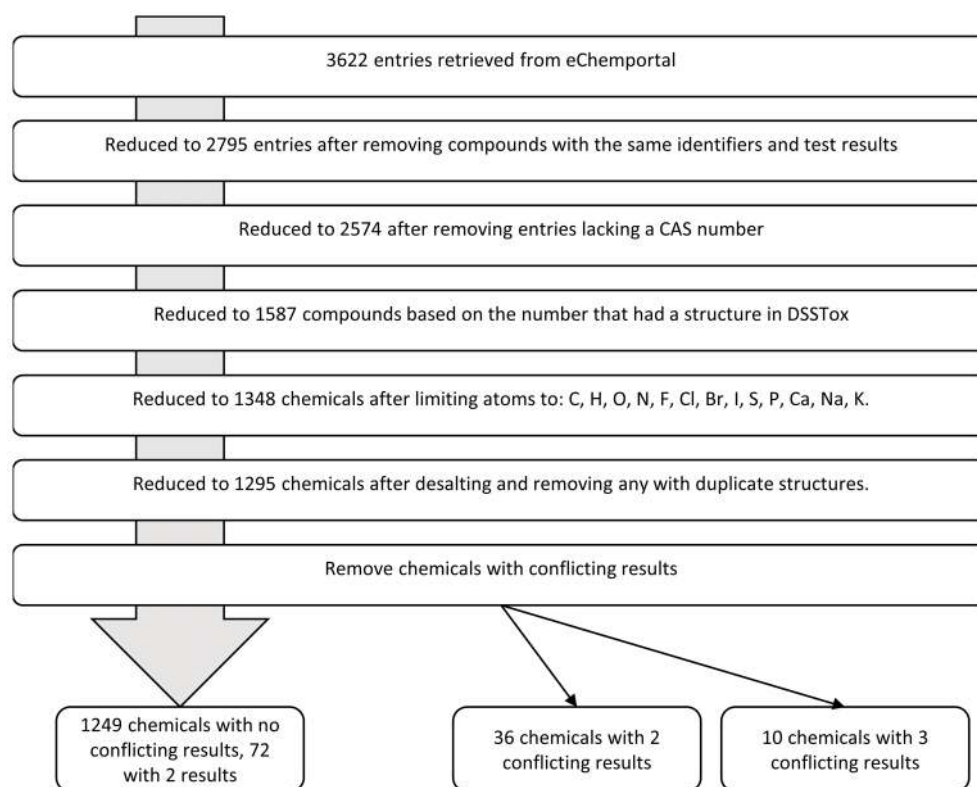 3622 entries retrieved from eChemportal
Reduced to 2795 entries after removing compounds with the same identifiers and test results
Reduced to 2574 after removing entries lacking a CAS number
Reduced to 1587 compounds based on the number that had a structure in DSSTox
Reduced to 1348 chemicals after limiting atoms to: C, H, O, N, F, Cl, Br, I, S, P, Ca, Na, K.
Reduced to 1295 chemicals after desalting and removing any with duplicate structures.
Remove chemicals with conflicting results
1249 chemicals with no
conflicting results, 72
with 2 results
36 chemicals with 2
conflicting results
10 chemicals with 3
conflicting results